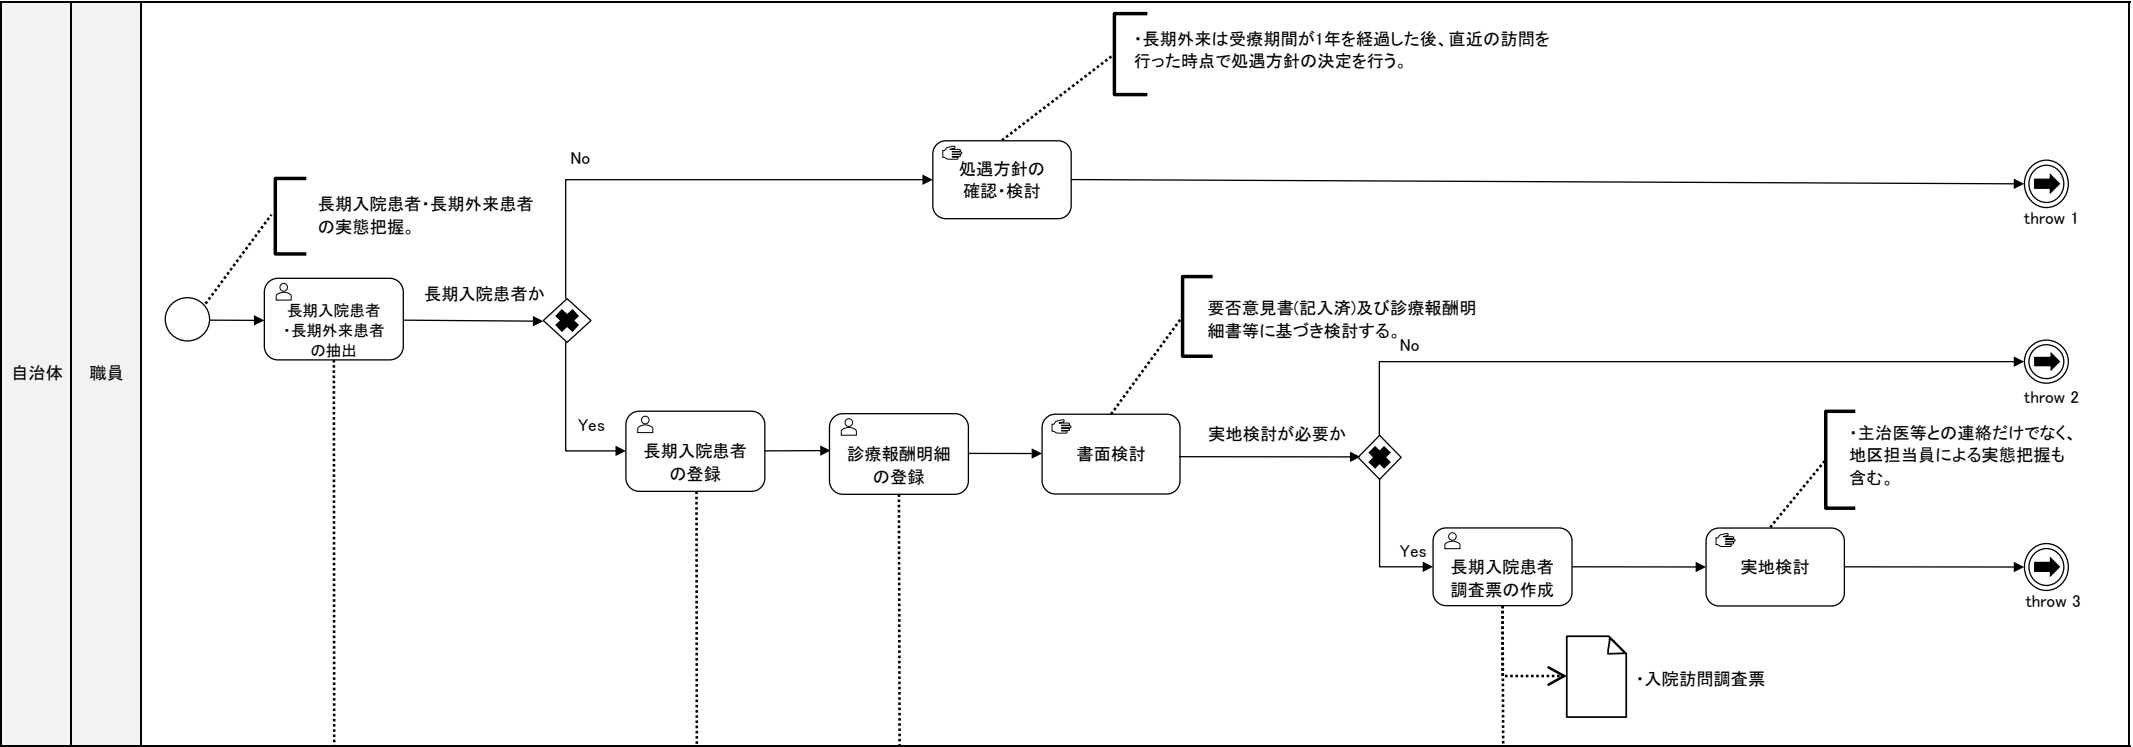 自治体
職員
・長期外来は受療期間が1年を経過した後、直近の訪問を
行った時点で処遇方針の決定を行う。
No
処遇方針の
確認・検討
throw 1
長期入院患者・長期外来患者
の実態把握。
長期入院患者
・長期外来患者
の抽出
長期入院患者か
要否意見書(記入済)及び診療報酬明
細書等に基づき検討する。
No
throw 2
Yes
長期入院患者
の登録
診療報酬明細
の登録
書面検討
実地検討が必要か
・主治医等との連絡だけでなく、
地区担当員による実態把握も
含む。
Yes
長期入院患者
調査票の作成
実地検討
throw 3
・入院訪問調査票